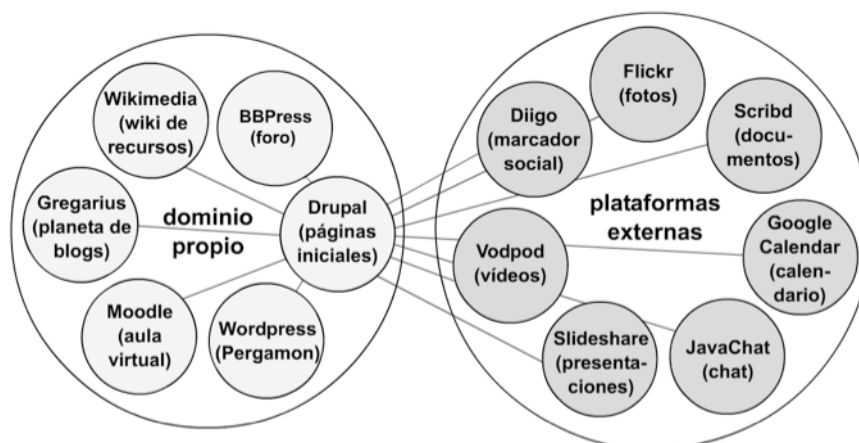 Wikimedia
(wiki de
recursos)
BBPress
(foro)
Gregarius
(planeta de
blogs)
dominio
propio
Drupal
(páginas
iniciales)
Moodle
(aula
virtual)
Wordpress
(Pergamon)
Flickr
(fotos)
Diigo
(marcador
social)
Scribd
(docu-
mentos)
plataformas
externas
Google
Calendar
(calen-
dario)
Vodpod
(vídeos)
Slideshare
(presenta-
ciones)
JavaChat
(chat)